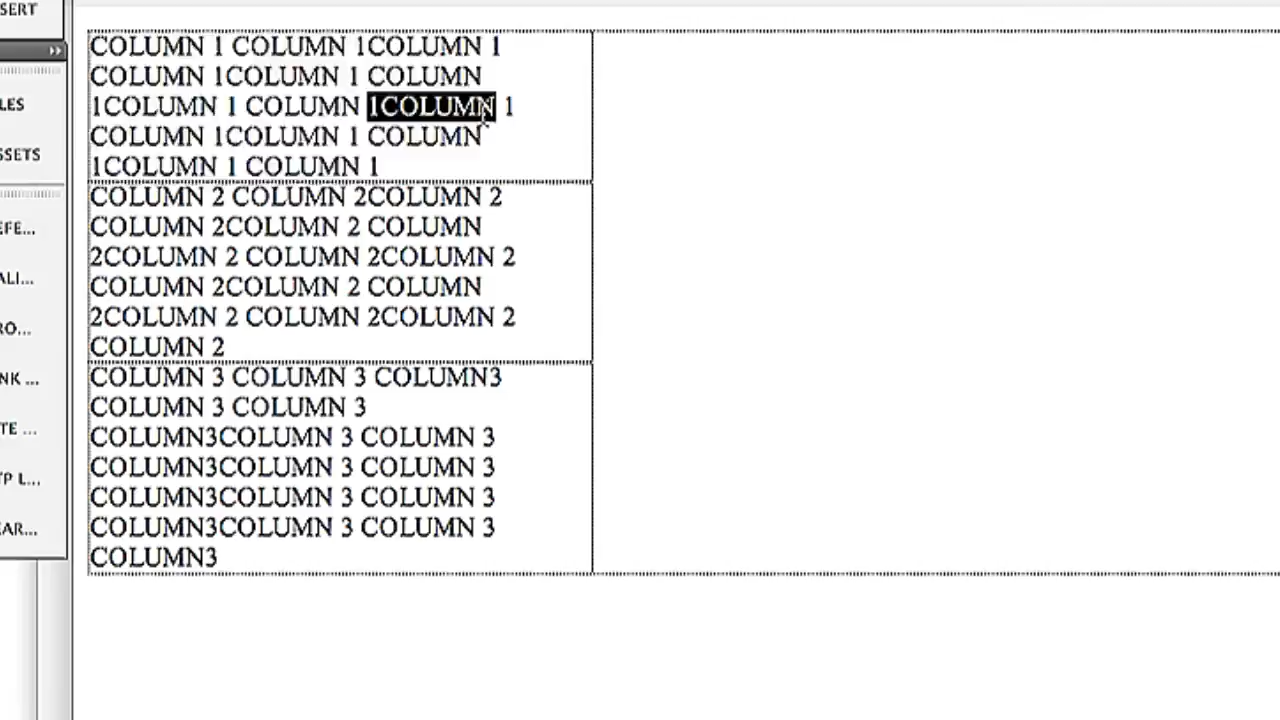 SERT
LES
SSETS
EFE...
ALI...
RO...
NK ...
TE ...
TP L...
EAR...
COLUMN 1 COLUMN 1COLUMN 1
COLUMN 1COLUMN 1 COLUMN
1COLUMN 1 COLUMN 1COLUMN 1
COLUMN 1COLUMN 1 COLUMN
1COLUMN 1 COLUMN 1
COLUMN 2 COLUMN 2COLUMN 2
COLUMN 2COLUMN 2 COLUMN
2COLUMN 2 COLUMN 2COLUMN 2
COLUMN 2COLUMN 2 COLUMN
2COLUMN 2 COLUMN 2COLUMN 2
COLUMN 2
COLUMN 3 COLUMN 3 COLUMN3
COLUMN 3 COLUMN 3
COLUMN3COLUMN 3 COLUMN 3
COLUMN3COLUMN 3 COLUMN 3
COLUMN3COLUMN 3 COLUMN 3
COLUMN3COLUMN 3 COLUMN 3
COLUMN3